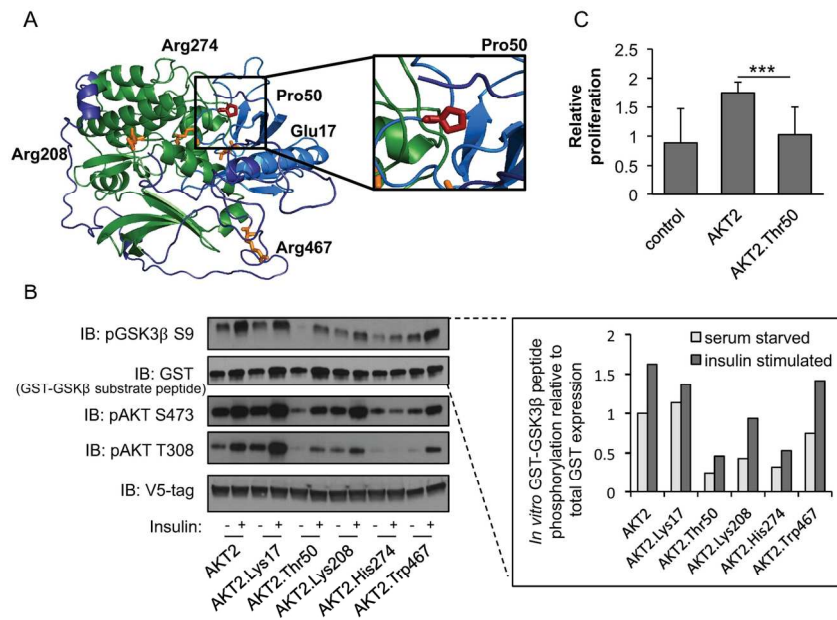 A
Arg274
Pro50
Pro50
Glu17
Arg208
Arg467
C
Relative
proliferation
2.5
2
1.5
1
0.5
0
***
control
AKT2
AKT2.Thr50
B
IB: pGSK3β S9
IB: GST
(GST-GSKβ substrate peptide)
IB: pAKT S473
IB: pAKT T308
IB: V5-tag
Insulin: - + - + - + - + - + - +
AKT2
AKT2.Lys17
AKT2.Thr50
AKT2.Lys208
AKT2.His274
AKT2.Trp467
In vitro GST-GSK3β peptide
phosphorylation relative to
total GST expression
2
1.5
1
0.5
0
serum starved
insulin stimulated
AKT2
AKT2.Lys17
AKT2.Thr50
AKT2.Lys208
AKT2.His274
AKT2.Trp467